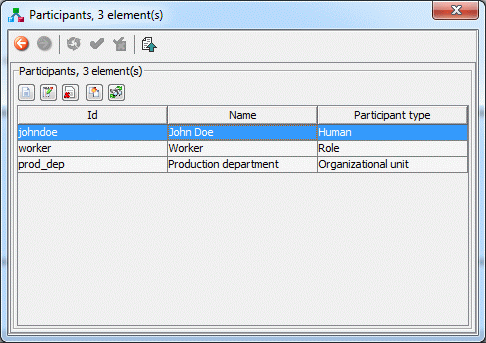 Participants, 3 element(s)
Participants, 3 element(s)
Id Name Participant type
johndoe John Doe Human
worker Worker Role
prod_dep Production department Organizational unit